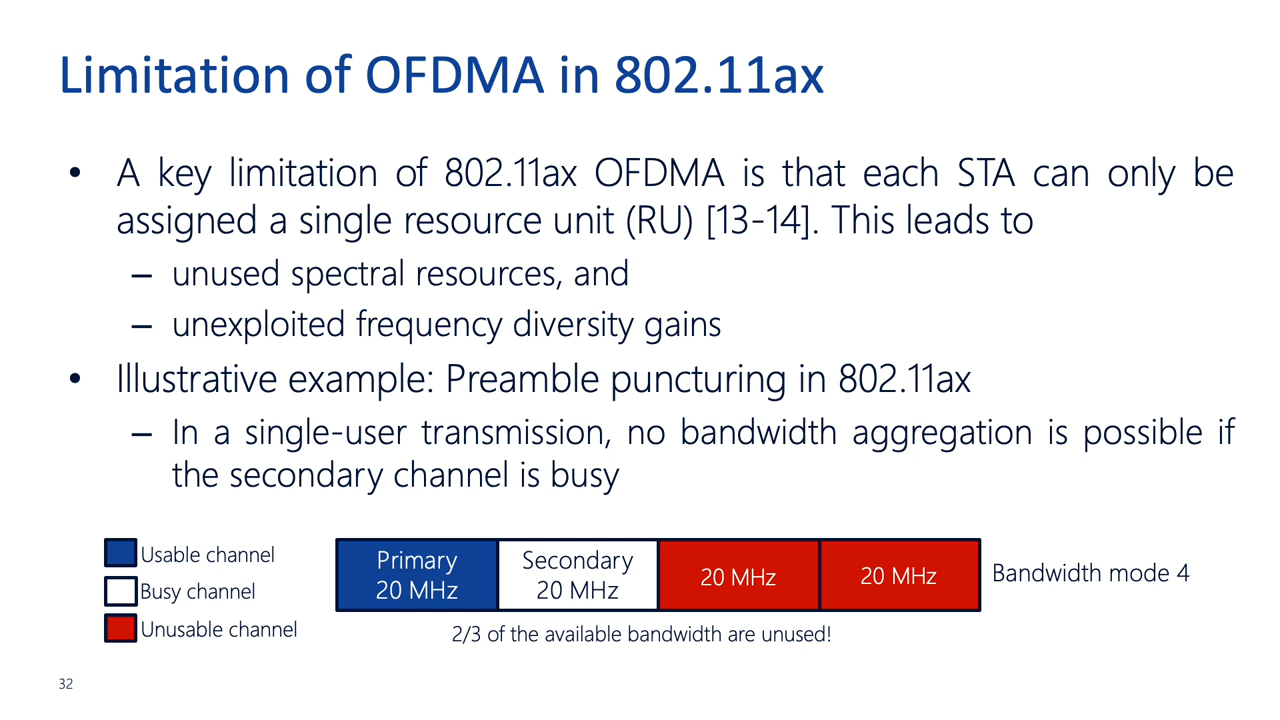 Limitation of OFDMA in 802.11ax
• A key limitation of 802.11ax OFDMA is that each STA can only be
assigned a single resource unit (RU) [13-14]. This leads to
– unused spectral resources, and
– unexploited frequency diversity gains
• Illustrative example: Preamble puncturing in 802.11ax
– In a single-user transmission, no bandwidth aggregation is possible if
the secondary channel is busy
Usable channel
Busy channel
Unusable channel
Primary
20 MHz
Secondary
20 MHz
20 MHz
20 MHz
Bandwidth mode 4
2/3 of the available bandwidth are unused!
32